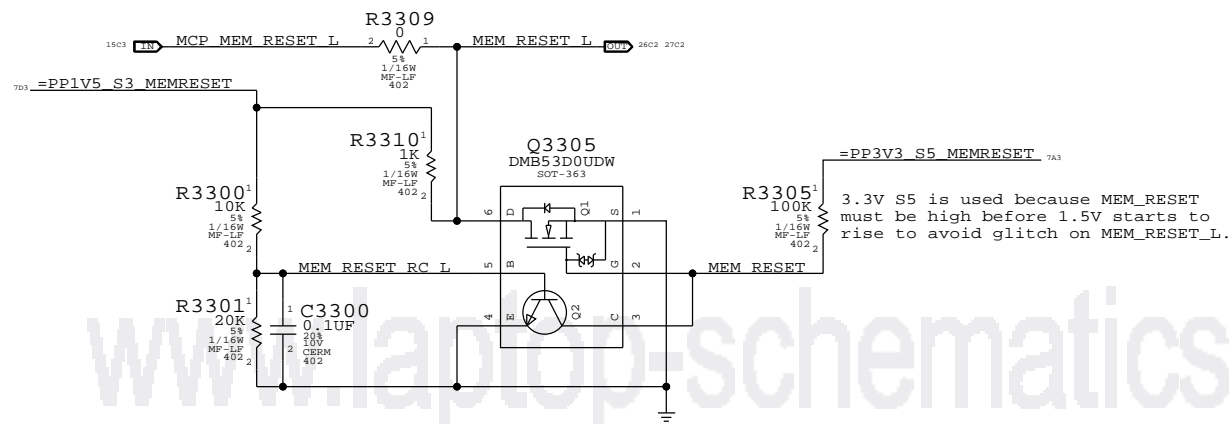 R3309
0
15C3 IN MCP_MEM_RESET_L 2 1 MEM_RESET_L OUT 26C2 27C2
5%
1/16W
MF-LF
402
7D3 =PP1V5_S3_MEMRESET
R3310 1
1K
5%
1/16W
MF-LF
402 2
Q3305
DMB53D0UDW
SOT-363
=PP3V3_S5_MEMRESET 7A3
R3300 1
10K
5%
1/16W
MF-LF
402 2
R3305 1
100K
5%
1/16W
MF-LF
402 2
3.3V S5 is used because MEM_RESET
must be high before 1.5V starts to
rise to avoid glitch on MEM_RESET_L.
6 D Q1 S 1
MEM_RESET_RC_L 5 B G 2 MEM_RESET
4 E Q2 C 3
R3301 1
20K
5%
1/16W
MF-LF
402 2
1 C3300
0.1UF
20%
10V
2 CERM
402
www.laptop-schematics